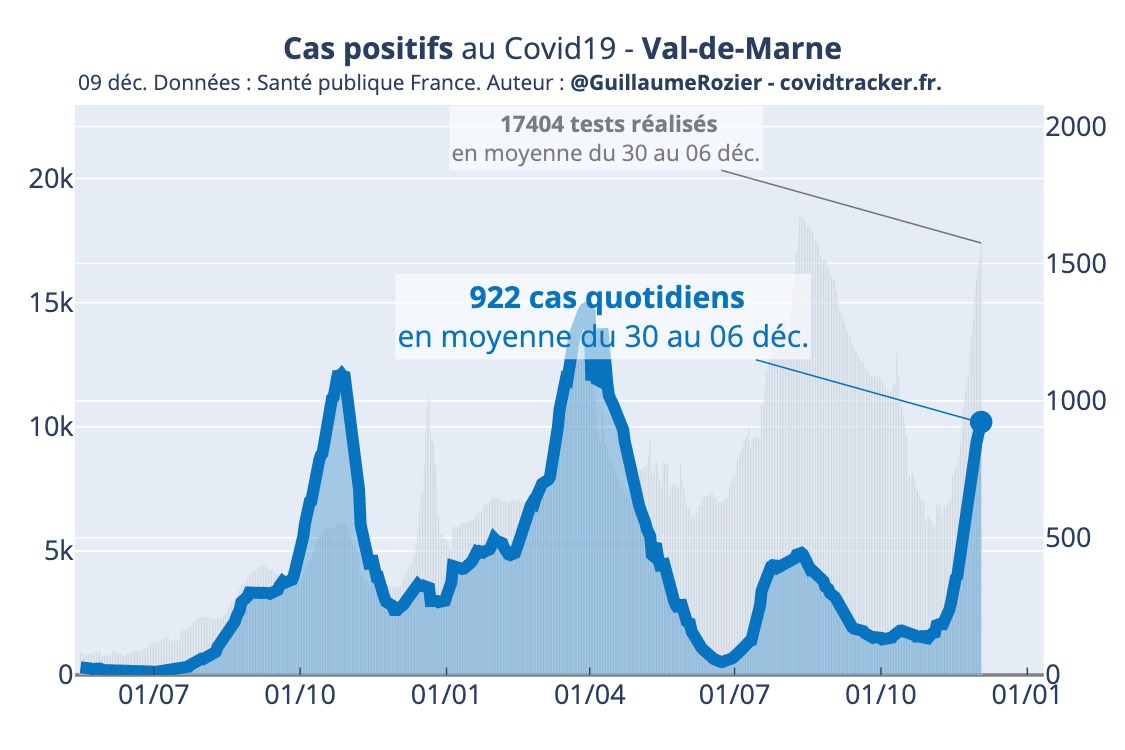 Cas positifs au Covid19 - Val-de-Marne
09 déc. Données : Santé publique France. Auteur : @GuillaumeRozier - covidtracker.fr.
17404 tests réalisés
en moyenne du 30 au 06 déc.
2000
20k
1500
922 cas quotidiens
15k
en moyenne du 30 au 06 déc.
1000
10k
500
5k
0
0
01/07 01/10 01/01 01/04 01/07 01/10 01/01